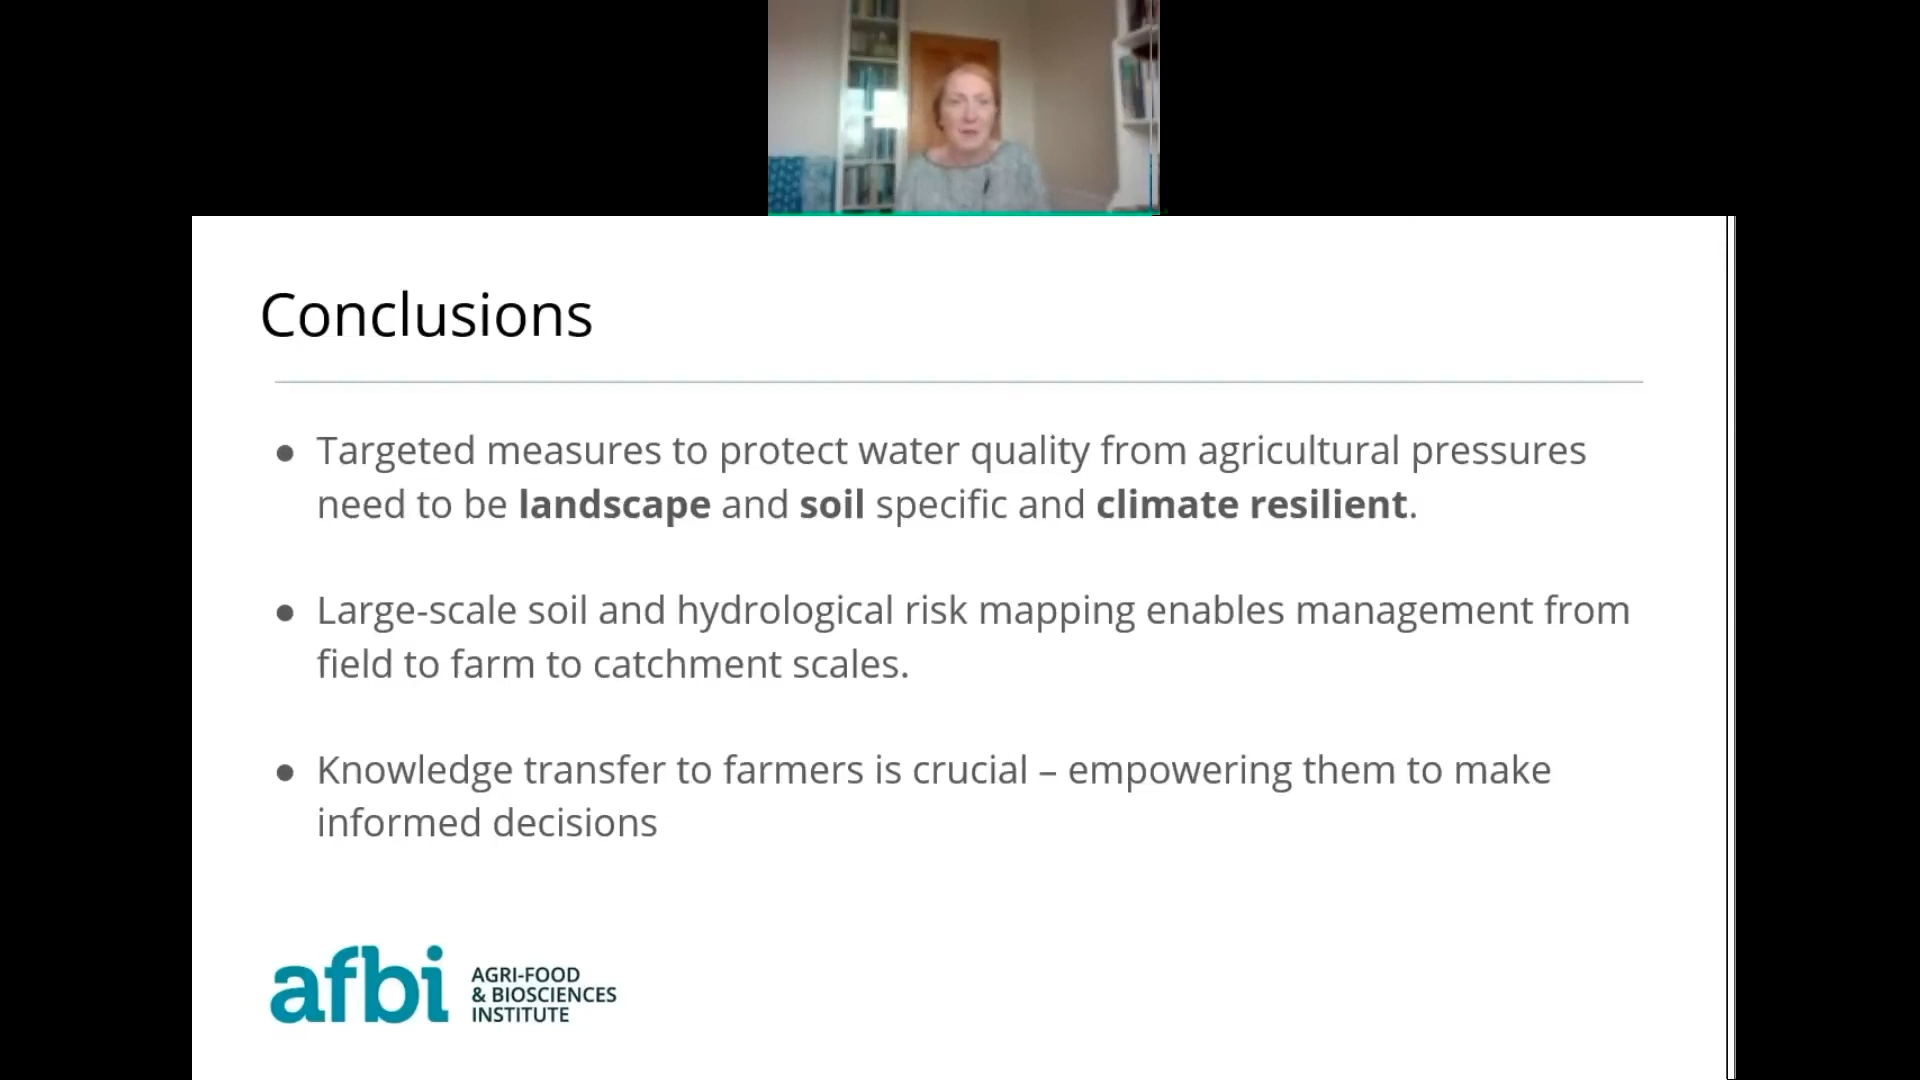 Conclusions
● Targeted measures to protect water quality from agricultural pressures
need to be landscape and soil specific and climate resilient.
● Large-scale soil and hydrological risk mapping enables management from
field to farm to catchment scales.
● Knowledge transfer to farmers is crucial – empowering them to make
informed decisions
afbi
AGRI-FOOD
& BIOSCIENCES
INSTITUTE